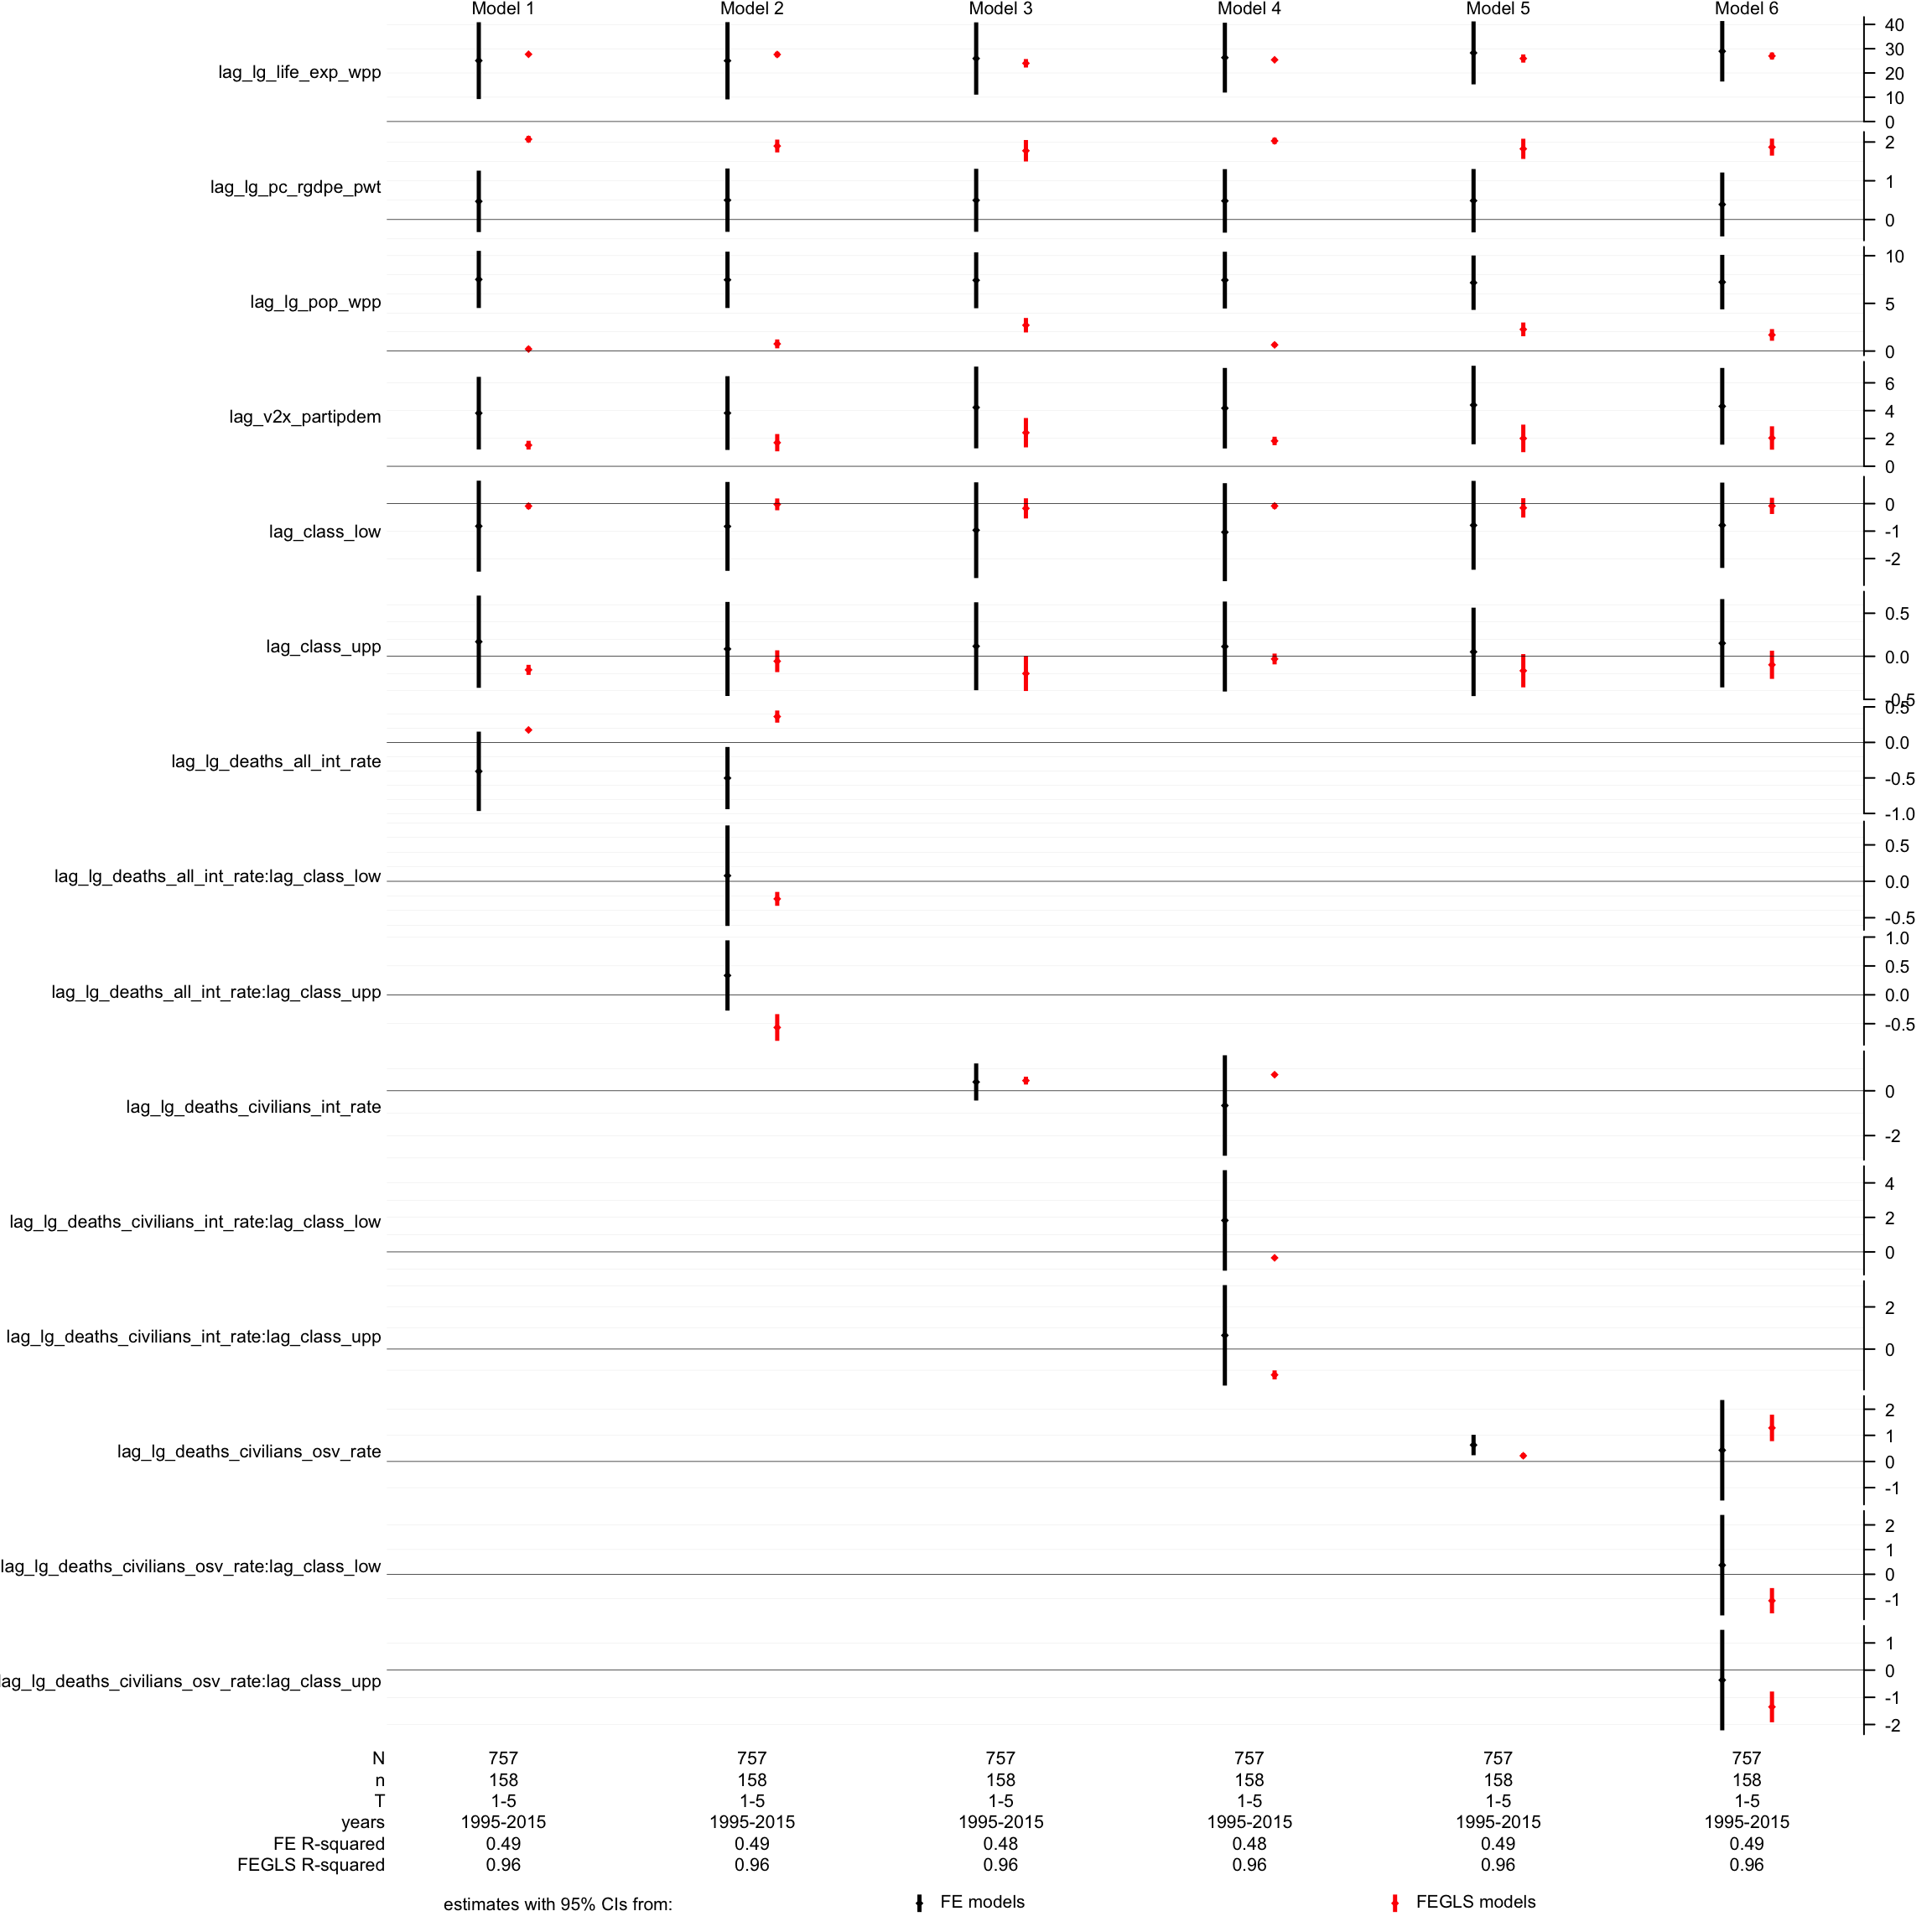 Model 1 Model 2 Model 3 Model 4 Model 5 Model 6
lag_lg_life_exp_wpp
40
30
20
10
0
lag_lg_pc_rgdpe_pwt
2
1
0
lag_lg_pop_wpp
10
5
0
lag_v2x_partipdem
6
4
2
0
lag_class_low
0
-1
-2
lag_class_upp
0.5
0.0
-0.5
lag_lg_deaths_all_int_rate
0.5
0.0
-0.5
-1.0
lag_lg_deaths_all_int_rate:lag_class_low
0.5
0.0
-0.5
lag_lg_deaths_all_int_rate:lag_class_upp
1.0
0.5
0.0
-0.5
lag_lg_deaths_civilians_int_rate
0
-2
lag_lg_deaths_civilians_int_rate:lag_class_low
4
2
0
lag_lg_deaths_civilians_int_rate:lag_class_upp
2
0
lag_lg_deaths_civilians_osv_rate
2
1
0
-1
lag_lg_deaths_civilians_osv_rate:lag_class_low
2
1
0
-1
lag_lg_deaths_civilians_osv_rate:lag_class_upp
1
0
-1
-2
N 757 757 757 757 757 757
n 158 158 158 158 158 158
T 1-5 1-5 1-5 1-5 1-5 1-5
years 1995-2015 1995-2015 1995-2015 1995-2015 1995-2015 1995-2015
FE R-squared 0.49 0.49 0.48 0.48 0.49 0.49
FEGLS R-squared 0.96 0.96 0.96 0.96 0.96 0.96
estimates with 95% CIs from: FE models FEGLS models